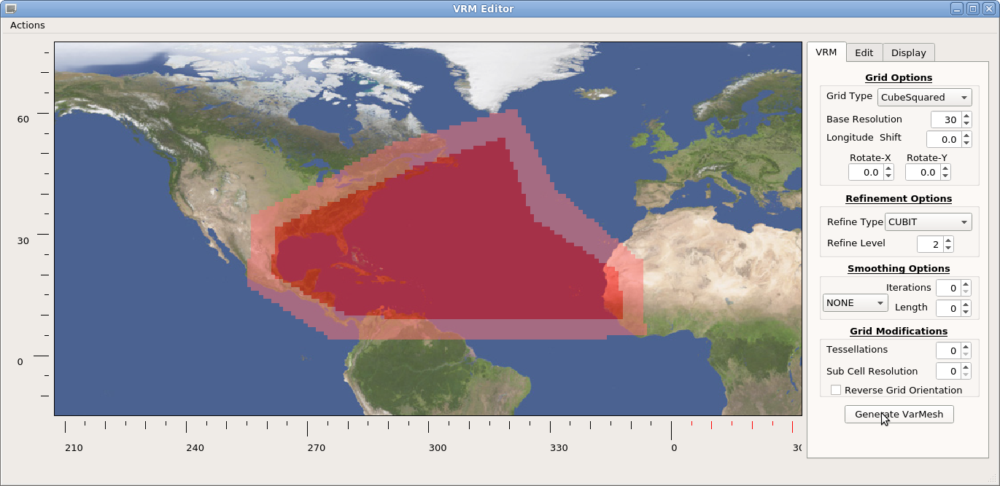 VRM Editor
Actions
60
30
0
210 240 270 300 330 0 30
VRM Edit Display
Grid Options
Grid Type CubeSquared
Base Resolution 30
Longitude Shift 0.0
Rotate-X Rotate-Y
0.0 0.0
Refinement Options
Refine Type CUBIT
Refine Level 2
Smoothing Options
Iterations 0
NONE
Length 0
Grid Modifications
Tessellations 0
Sub Cell Resolution 0
Reverse Grid Orientation
Generate VarMesh